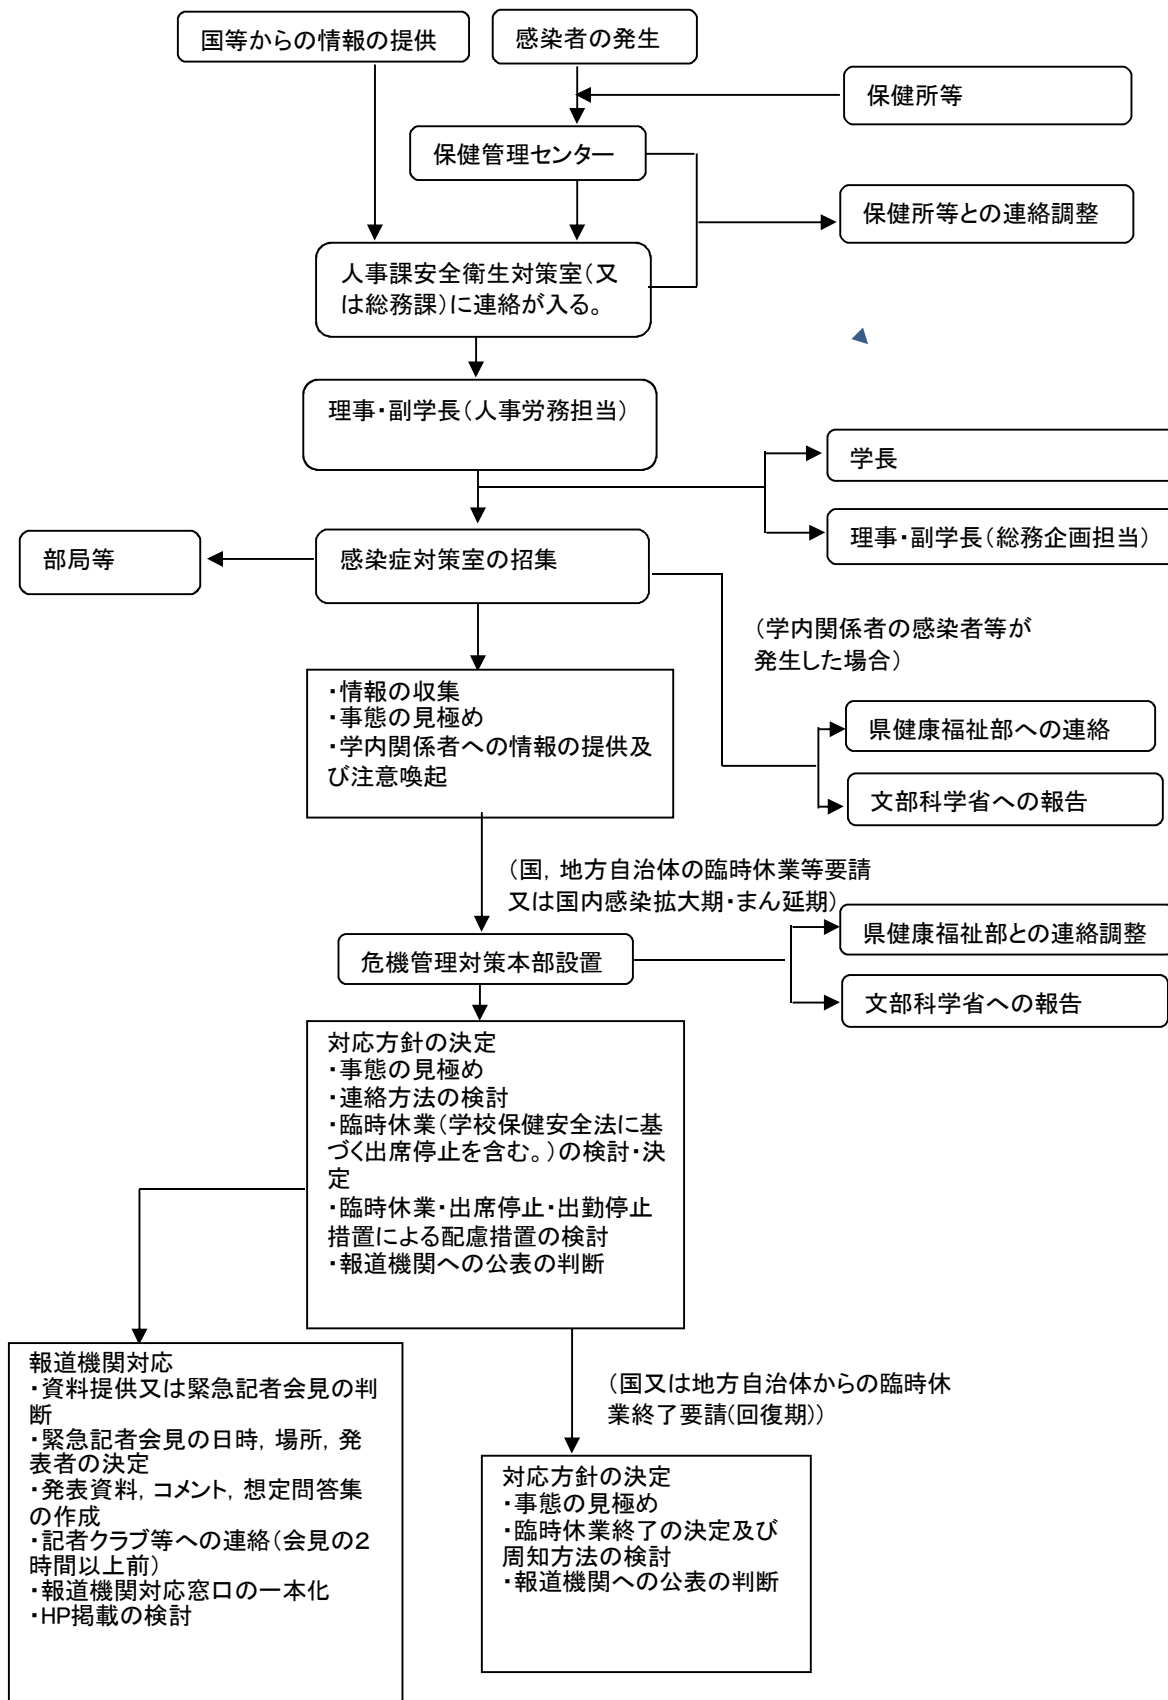 国等からの情報の提供
感染者の発生
保健所等
保健管理センター
保健所等との連絡調整
人事課安全衛生対策室(又
は総務課)に連絡が入る。
理事・副学長(人事労務担当)
学長
理事・副学長(総務企画担当)
部局等
感染症対策室の招集
(学内関係者の感染者等が
発生した場合)
・情報の収集
・事態の見極め
・学内関係者への情報の提供及
び注意喚起
県健康福祉部への連絡
文部科学省への報告
(国,地方自治体の臨時休業等要請
又は国内感染拡大期・まん延期)
危機管理対策本部設置
県健康福祉部との連絡調整
文部科学省への報告
対応方針の決定
・事態の見極め
・連絡方法の検討
・臨時休業(学校保健安全法に基
づく出席停止を含む。)の検討・決
定
・臨時休業・出席停止・出勤停止
措置による配慮措置の検討
・報道機関への公表の判断
報道機関対応
・資料提供又は緊急記者会見の判
断
・緊急記者会見の日時,場所,発
表者の決定
・発表資料,コメント,想定問答集
の作成
・記者クラブ等への連絡(会見の2
時間以上前)
・報道機関対応窓口の一本化
・HP掲載の検討
(国又は地方自治体からの臨時休
業終了要請(回復期))
対応方針の決定
・事態の見極め
・臨時休業終了の決定及び
周知方法の検討
・報道機関への公表の判断